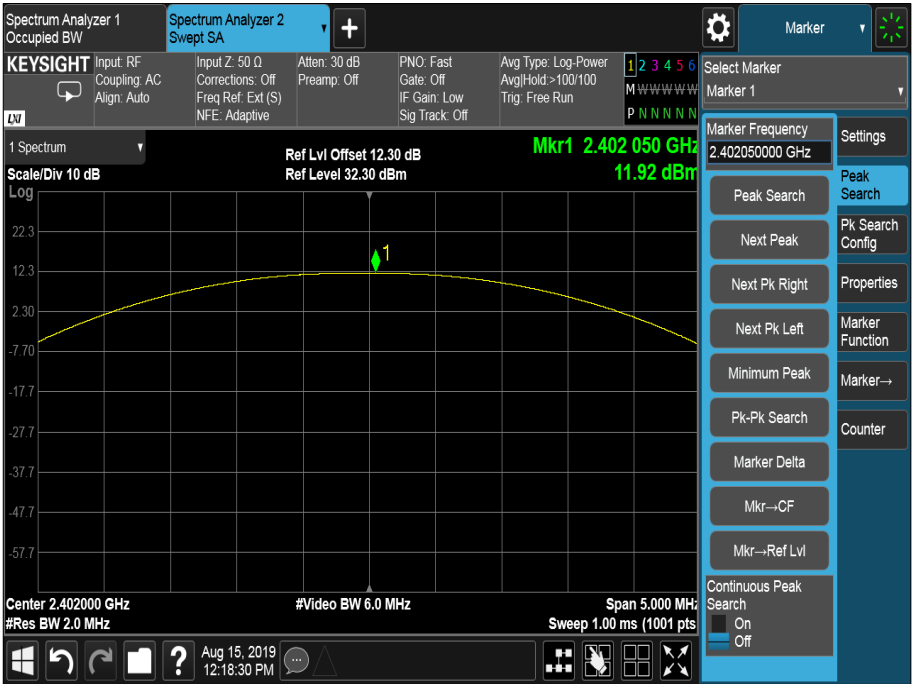 Spectrum Analyzer 1
Occupied BW
Spectrum Analyzer 2
Swept SA
Marker
KEYSIGHT
LXI
Input: RF
Coupling: AC
Align: Auto
Input Z: 50 Ω
Corrections: Off
Freq Ref: Ext (S)
NFE: Adaptive
Atten: 30 dB
Preamp: Off
PNO: Fast
Gate: Off
IF Gain: Low
Sig Track: Off
Avg Type: Log-Power
Avg|Hold:>100/100
Trig: Free Run
1 2 3 4 5 6
M W W W W W
P N N N N N
Select Marker
Marker 1
1 Spectrum
Scale/Div 10 dB
Log
Ref Lvl Offset 12.30 dB
Ref Level 32.30 dBm
Mkr1 2.402 050 GHz
11.92 dBm
22.3
12.3
2.30
-7.70
-17.7
-27.7
-37.7
-47.7
-57.7
1
Center 2.402000 GHz
#Res BW 2.0 MHz
#Video BW 6.0 MHz
Span 5.000 MHz
Sweep 1.00 ms (1001 pts
Marker Frequency
2.402050000 GHz
Peak Search
Next Peak
Next Pk Right
Next Pk Left
Minimum Peak
Pk-Pk Search
Marker Delta
Mkr→CF
Mkr→Ref Lvl
Continuous Peak
Search
On
Off
Settings
Peak
Search
Pk Search
Config
Properties
Marker
Function
Marker→
Counter
?
Aug 15, 2019
12:18:30 PM